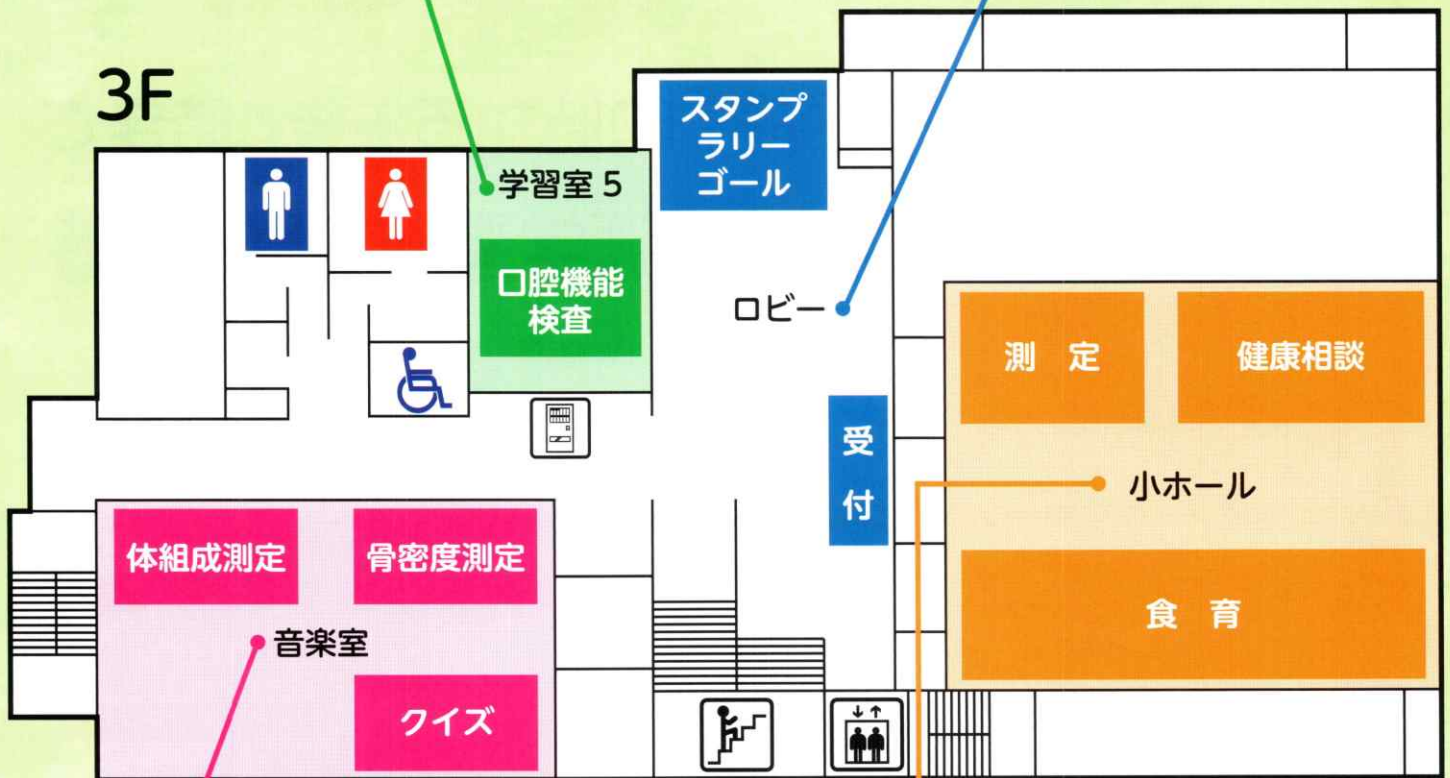 3F
スタンプ
ラリー
ゴール
学習室 5
口腔機能
検査
ロビー
測 定
健康相談
受
付
小ホール
体組成測定
骨密度測定
音楽室
食 育
クイズ